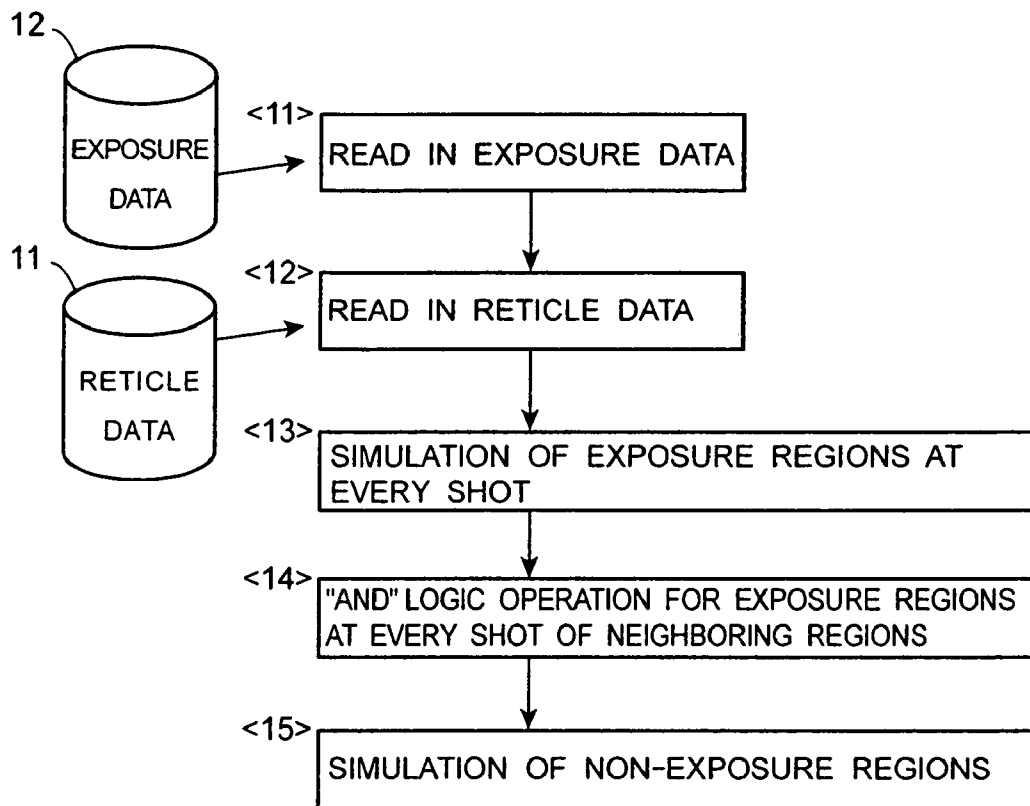 12
EXPOSURE
DATA
<11>
READ IN EXPOSURE DATA
11
RETICLE
DATA
<12>
READ IN RETICLE DATA
<13>
SIMULATION OF EXPOSURE REGIONS AT
EVERY SHOT
<14>
"AND" LOGIC OPERATION FOR EXPOSURE REGIONS
AT EVERY SHOT OF NEIGHBORING REGIONS
<15>
SIMULATION OF NON-EXPOSURE REGIONS